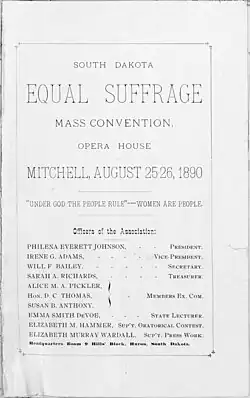 SOUTH DAKOTA
EQUAL SUFFRAGE
MASS CONVENTION,
OPERA HOUSE
MITCHELL, AUGUST 25-26, 1890
"UNDER GOD THE PEOPLE RULE"—WOMEN ARE PEOPLE.
Officers of the Association:
PHILENA EVERETT JOHNSON, - - PRESIDENT.
IRENE G. ADAMS, - - - VICE PRESIDENT.
WILL F. BAILEY, - - - - SECRETARY.
SARAH A. RICHARDS, - - - TREASURER.
ALICE M. A. PICKLER,
HON. D. C. THOMAS, } - MEMBERS EX. COM.
SUSAN B. ANTHONY,
EMMA SMITH DEVOE, - - STATE LECTURER.
ELIZABETH M. HAMMER, SUP'T. ORATORICAL CONTEST.
ELIZABETH MURRAY WARDALL, SUP'T. PRESS WORK.
Headquarters Room 9 Hills' Block, Huron, South Dakota.